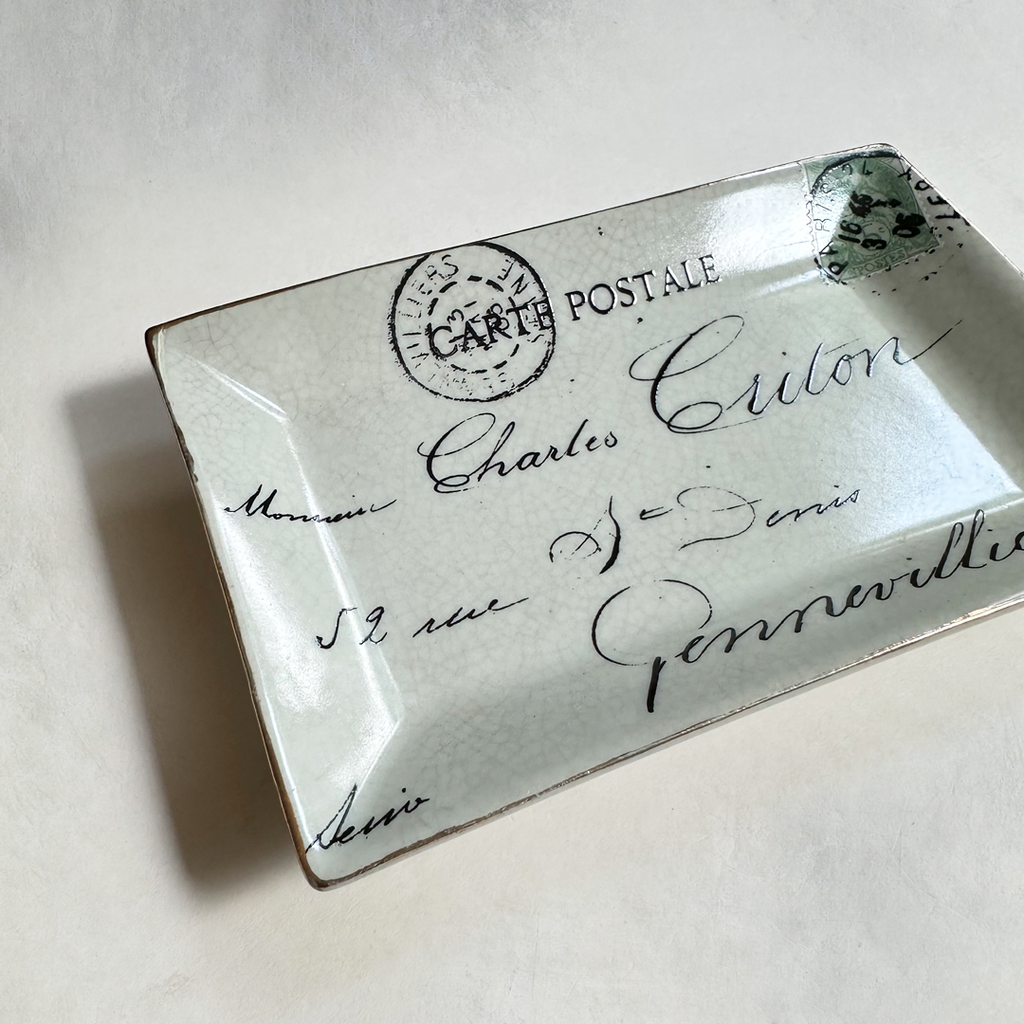 CARTE POSTALE
Monsieur Charles Criton
52 rue St Denis
Gennevillie
Seine